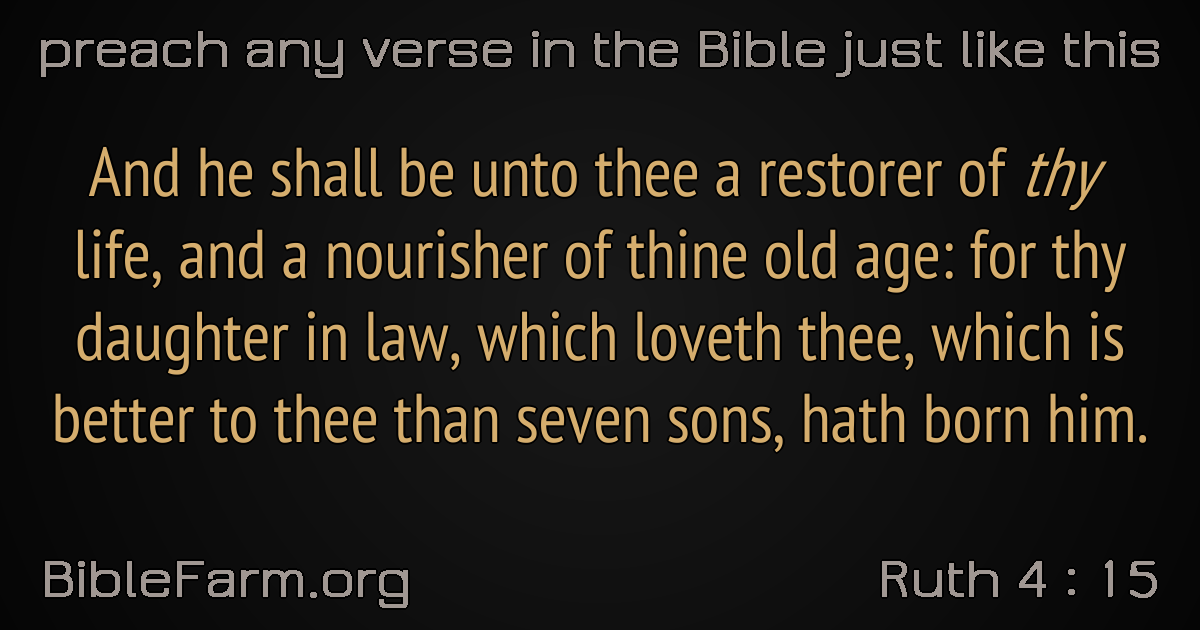 preach any verse in the Bible just like this
And he shall be unto thee a restorer of thy
life, and a nourisher of thine old age: for thy
daughter in law, which loveth thee, which is
better to thee than seven sons, hath born him.
BibleFarm.org
Ruth 4 : 15